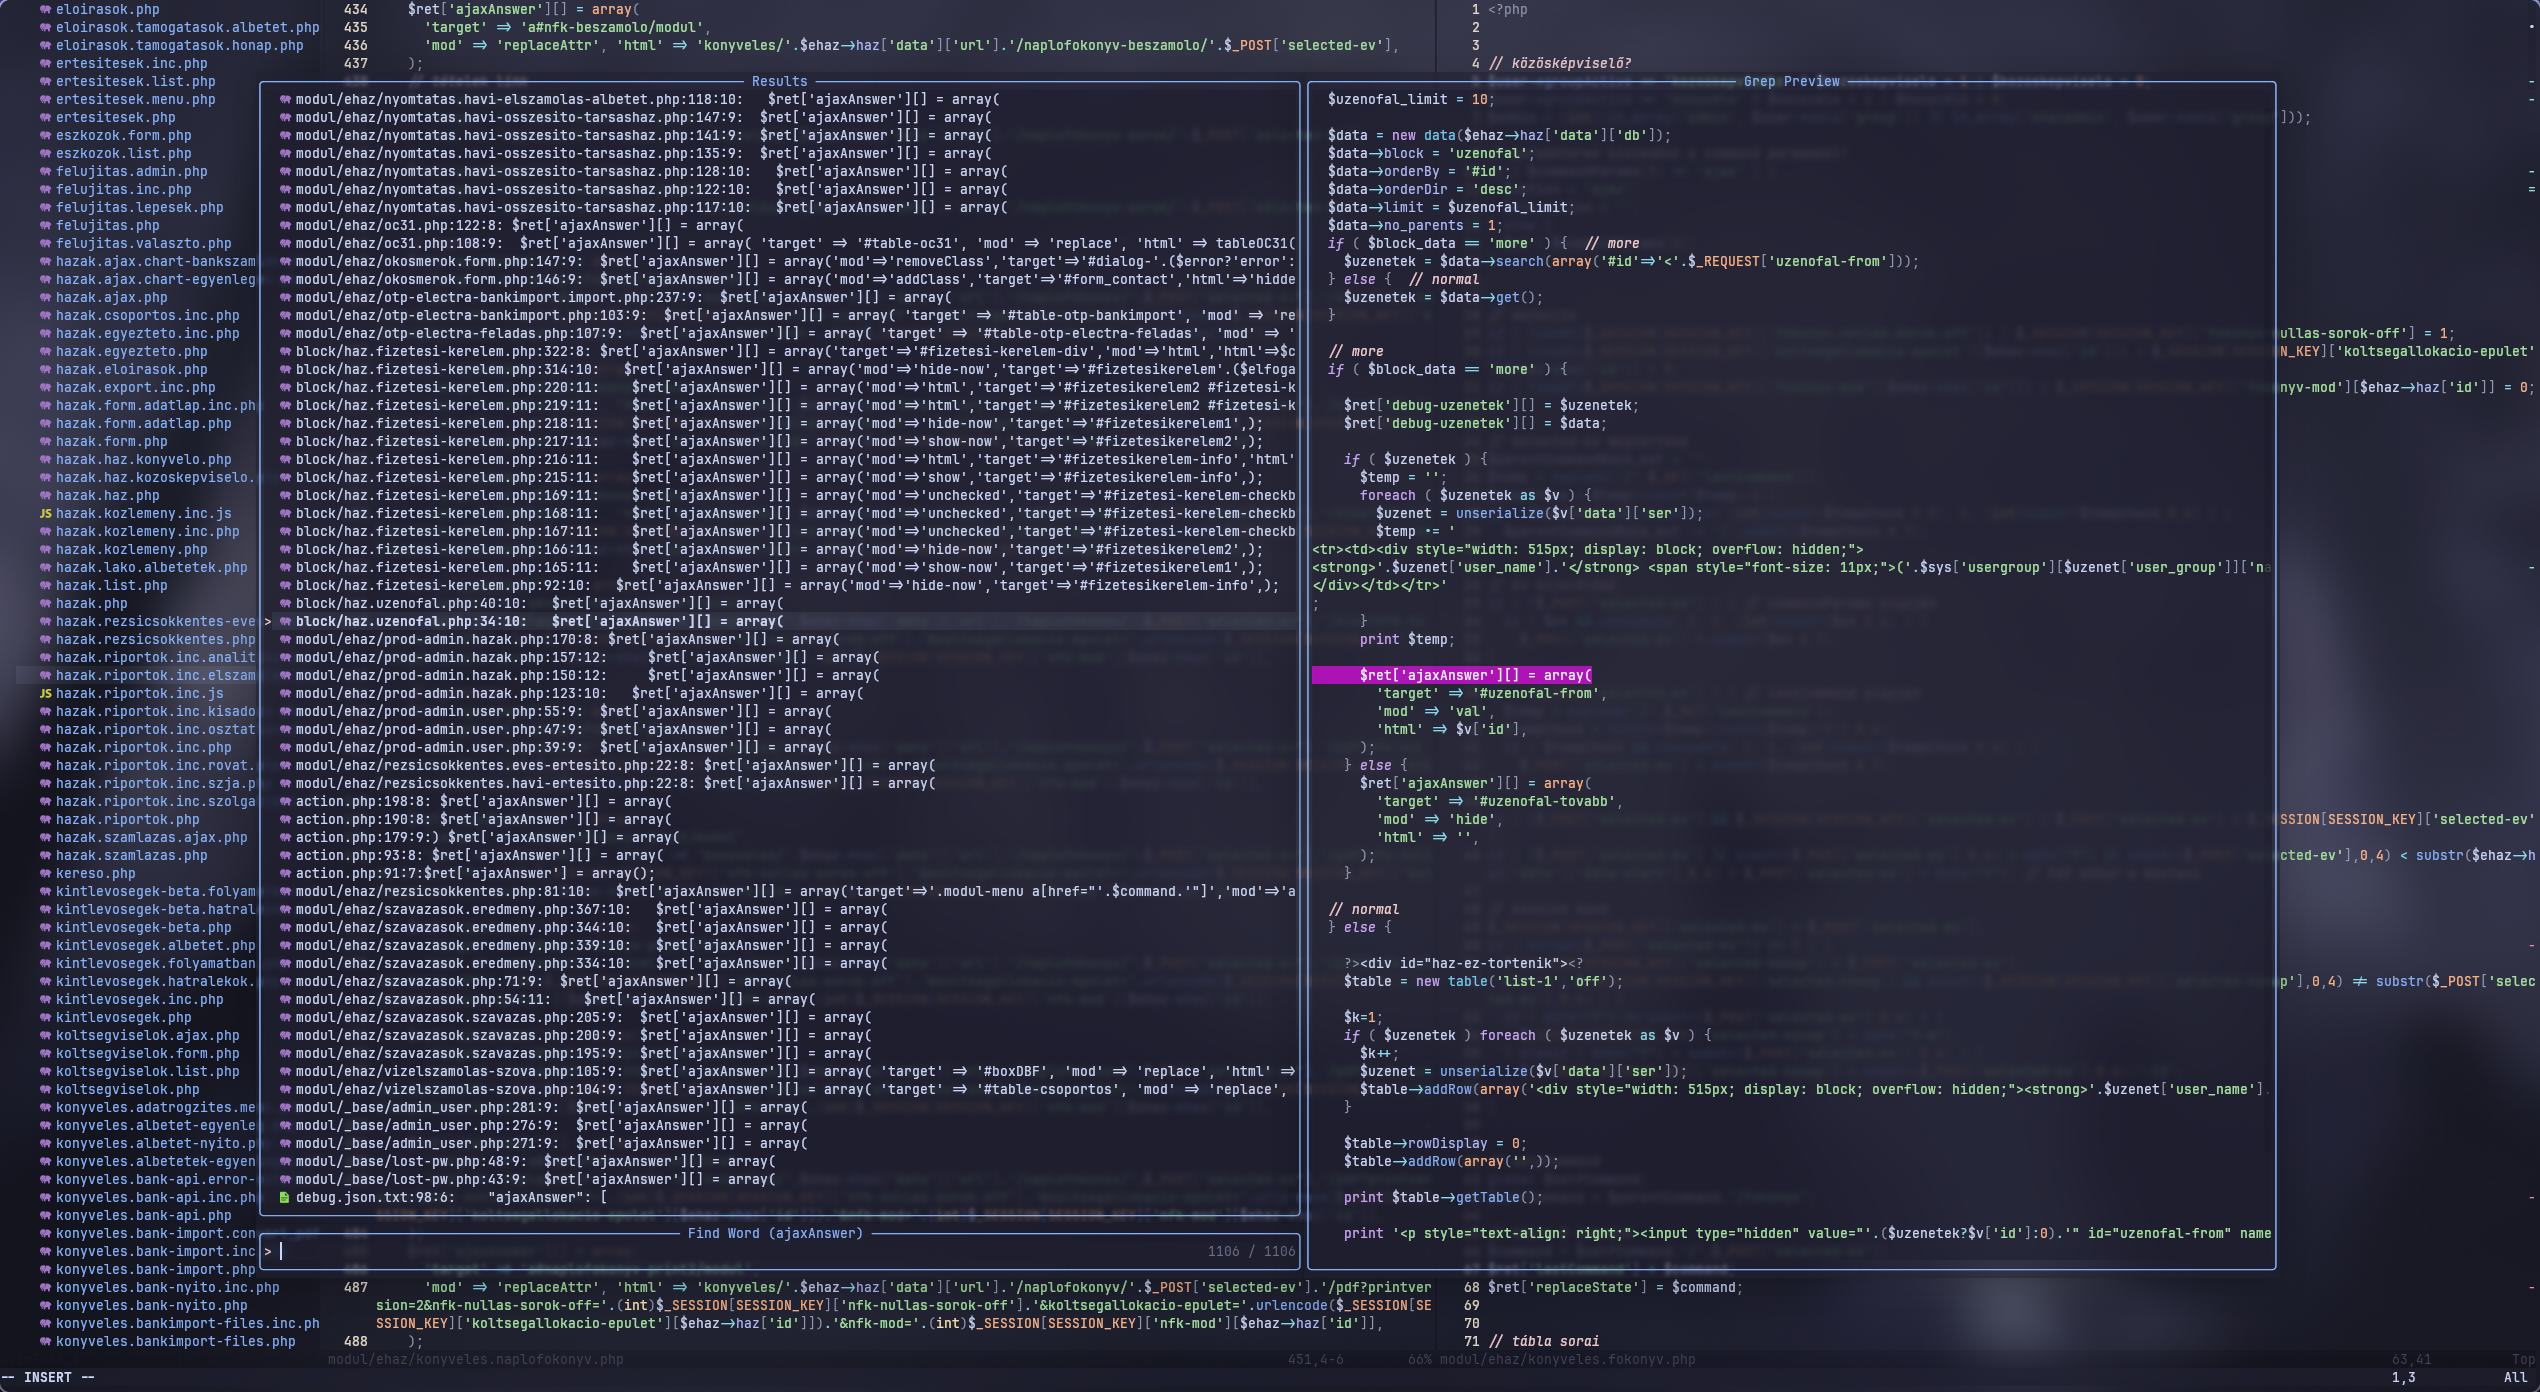 eloirasok.php
eloirasok.tamogatasok.albetet.php
eloirasok.tamogatasok.honap.php
ertesitesek.inc.php
ertesitesek.list.php
ertesitesek.menu.php
ertesitesek.php
eszkozok.form.php
eszkozok.list.php
felujitas.admin.php
felujitas.inc.php
felujitas.lepesek.php
felujitas.php
felujitas.valaszto.php
hazak.ajax.chart-bankszam
hazak.ajax.chart-egyenleg
hazak.ajax.php
hazak.csoportos.inc.php
hazak.egyezteto.inc.php
hazak.egyezteto.php
hazak.eloirasok.php
hazak.export.inc.php
hazak.form.adatlap.inc.ph
hazak.form.adatlap.php
hazak.form.php
hazak.haz.konyvelo.php
hazak.haz.kozoskepviselo.
hazak.haz.php
JS hazak.kozlemeny.inc.js
hazak.kozlemeny.inc.php
hazak.kozlemeny.php
hazak.lako.albetetek.php
hazak.list.php
hazak.php
hazak.rezsicsokkentes-eve
hazak.rezsicsokkentes.php
hazak.riportok.inc.analit
hazak.riportok.inc.elszam
JS hazak.riportok.inc.js
hazak.riportok.inc.kisado
hazak.riportok.inc.osztat
hazak.riportok.inc.php
hazak.riportok.inc.rovat.
hazak.riportok.inc.szja.p
hazak.riportok.inc.szolga
hazak.riportok.php
hazak.szamlazas.ajax.php
hazak.szamlazas.php
kereso.php
kintlevosegek-beta.folyam
kintlevosegek-beta.hatral
kintlevosegek-beta.php
kintlevosegek.albetet.php
kintlevosegek.folyamatban
kintlevosegek.hatralekok.
kintlevosegek.inc.php
kintlevosegek.php
koltsegviselok.ajax.php
koltsegviselok.form.php
koltsegviselok.list.php
koltsegviselok.php
konyveles.adatrogzites.me
konyveles.albetet-egyenle
konyveles.albetet-nyito.p
konyveles.albetetek-egyen
konyveles.bank-api.error-
konyveles.bank-api.inc.ph
konyveles.bank-api.php
konyveles.bank-import.con
konyveles.bank-import.inc
konyveles.bank-import.php
konyveles.bank-nyito.inc.php
konyveles.bank-nyito.php
konyveles.bankimport-files.inc.ph
konyveles.bankimport-files.php
434 $ret['ajaxAnswer'][] = array(
435 'target' => 'a#nfk-beszamolo/modul',
436 'mod' => 'replaceAttr', 'html' => 'konyveles/'.$ehaz->haz['data']['url'].'/naplofokonyv-beszamolo/'.$_POST['selected-ev'],
437 );
Results
modul/ehaz/nyomtatas.havi-elszamolas-albetet.php:118:10: $ret['ajaxAnswer'][] = array(
modul/ehaz/nyomtatas.havi-osszesito-tarsashaz.php:147:9: $ret['ajaxAnswer'][] = array(
modul/ehaz/nyomtatas.havi-osszesito-tarsashaz.php:141:9: $ret['ajaxAnswer'][] = array(
modul/ehaz/nyomtatas.havi-osszesito-tarsashaz.php:135:9: $ret['ajaxAnswer'][] = array(
modul/ehaz/nyomtatas.havi-osszesito-tarsashaz.php:128:10: $ret['ajaxAnswer'][] = array(
modul/ehaz/nyomtatas.havi-osszesito-tarsashaz.php:122:10: $ret['ajaxAnswer'][] = array(
modul/ehaz/nyomtatas.havi-osszesito-tarsashaz.php:117:10: $ret['ajaxAnswer'][] = array(
modul/ehaz/oc31.php:122:8: $ret['ajaxAnswer'][] = array(
modul/ehaz/oc31.php:108:9: $ret['ajaxAnswer'][] = array( 'target' => '#table-oc31', 'mod' => 'replace', 'html' => tableOC31(
modul/ehaz/okosmerok.form.php:147:9: $ret['ajaxAnswer'][] = array('mod'=>'removeClass','target'=>'#dialog-'.($error?'error':
modul/ehaz/okosmerok.form.php:146:9: $ret['ajaxAnswer'][] = array('mod'=>'addClass','target'=>'#form_contact','html'=>'hidde
modul/ehaz/otp-electra-bankimport.import.php:237:9: $ret['ajaxAnswer'][] = array(
modul/ehaz/otp-electra-bankimport.php:103:9: $ret['ajaxAnswer'][] = array( 'target' => '#table-otp-bankimport', 'mod' => 're
modul/ehaz/otp-electra-feladas.php:107:9: $ret['ajaxAnswer'][] = array( 'target' => '#table-otp-electra-feladas', 'mod' => '
block/haz.fizetesi-kerelem.php:322:8: $ret['ajaxAnswer'][] = array('target'=>'#fizetesi-kerelem-div','mod'=>'html','html'=>$c
block/haz.fizetesi-kerelem.php:314:10: $ret['ajaxAnswer'][] = array('mod'=>'hide-now','target'=>'#fizetesikerelem'.($elfoga
block/haz.fizetesi-kerelem.php:220:11: $ret['ajaxAnswer'][] = array('mod'=>'html','target'=>'#fizetesikerelem2 #fizetesi-k
block/haz.fizetesi-kerelem.php:219:11: $ret['ajaxAnswer'][] = array('mod'=>'html','target'=>'#fizetesikerelem2 #fizetesi-k
block/haz.fizetesi-kerelem.php:218:11: $ret['ajaxAnswer'][] = array('mod'=>'hide-now','target'=>'#fizetesikerelem1',);
block/haz.fizetesi-kerelem.php:217:11: $ret['ajaxAnswer'][] = array('mod'=>'show-now','target'=>'#fizetesikerelem2',);
block/haz.fizetesi-kerelem.php:216:11: $ret['ajaxAnswer'][] = array('mod'=>'html','target'=>'#fizetesikerelem-info','html'
block/haz.fizetesi-kerelem.php:215:11: $ret['ajaxAnswer'][] = array('mod'=>'show','target'=>'#fizetesikerelem-info',);
block/haz.fizetesi-kerelem.php:169:11: $ret['ajaxAnswer'][] = array('mod'=>'unchecked','target'=>'#fizetesi-kerelem-checkb
block/haz.fizetesi-kerelem.php:168:11: $ret['ajaxAnswer'][] = array('mod'=>'unchecked','target'=>'#fizetesi-kerelem-checkb
block/haz.fizetesi-kerelem.php:167:11: $ret['ajaxAnswer'][] = array('mod'=>'unchecked','target'=>'#fizetesi-kerelem-checkb
block/haz.fizetesi-kerelem.php:166:11: $ret['ajaxAnswer'][] = array('mod'=>'hide-now','target'=>'#fizetesikerelem2',);
block/haz.fizetesi-kerelem.php:165:11: $ret['ajaxAnswer'][] = array('mod'=>'show-now','target'=>'#fizetesikerelem1',);
block/haz.fizetesi-kerelem.php:92:10: $ret['ajaxAnswer'][] = array('mod'=>'hide-now','target'=>'#fizetesikerelem-info',);
block/haz.uzenofal.php:40:10: $ret['ajaxAnswer'][] = array(
> block/haz.uzenofal.php:34:10: $ret['ajaxAnswer'][] = array(
modul/ehaz/prod-admin.hazak.php:170:8: $ret['ajaxAnswer'][] = array(
modul/ehaz/prod-admin.hazak.php:157:12: $ret['ajaxAnswer'][] = array(
modul/ehaz/prod-admin.hazak.php:150:12: $ret['ajaxAnswer'][] = array(
modul/ehaz/prod-admin.hazak.php:123:10: $ret['ajaxAnswer'][] = array(
modul/ehaz/prod-admin.user.php:55:9: $ret['ajaxAnswer'][] = array(
modul/ehaz/prod-admin.user.php:47:9: $ret['ajaxAnswer'][] = array(
modul/ehaz/prod-admin.user.php:39:9: $ret['ajaxAnswer'][] = array(
modul/ehaz/rezsicsokkentes.eves-ertesito.php:22:8: $ret['ajaxAnswer'][] = array(
modul/ehaz/rezsicsokkentes.havi-ertesito.php:22:8: $ret['ajaxAnswer'][] = array(
action.php:198:8: $ret['ajaxAnswer'][] = array(
action.php:190:8: $ret['ajaxAnswer'][] = array(
action.php:179:9:) $ret['ajaxAnswer'][] = array(
action.php:93:8: $ret['ajaxAnswer'][] = array(
action.php:91:7:$ret['ajaxAnswer'] = array();
modul/ehaz/rezsicsokkentes.php:81:10: $ret['ajaxAnswer'][] = array('target'=>'.modul-menu a[href="'.$command.'"]','mod'=>'a
modul/ehaz/szavazasok.eredmeny.php:367:10: $ret['ajaxAnswer'][] = array(
modul/ehaz/szavazasok.eredmeny.php:344:10: $ret['ajaxAnswer'][] = array(
modul/ehaz/szavazasok.eredmeny.php:339:10: $ret['ajaxAnswer'][] = array(
modul/ehaz/szavazasok.eredmeny.php:334:10: $ret['ajaxAnswer'][] = array(
modul/ehaz/szavazasok.php:71:9: $ret['ajaxAnswer'][] = array(
modul/ehaz/szavazasok.php:54:11: $ret['ajaxAnswer'][] = array(
modul/ehaz/szavazasok.szavazas.php:205:9: $ret['ajaxAnswer'][] = array(
modul/ehaz/szavazasok.szavazas.php:200:9: $ret['ajaxAnswer'][] = array(
modul/ehaz/szavazasok.szavazas.php:195:9: $ret['ajaxAnswer'][] = array(
modul/ehaz/vizelszamolas-szova.php:105:9: $ret['ajaxAnswer'][] = array( 'target' => '#boxDBF', 'mod' => 'replace', 'html' =>
modul/ehaz/vizelszamolas-szova.php:104:9: $ret['ajaxAnswer'][] = array( 'target' => '#table-csoportos', 'mod' => 'replace',
modul/_base/admin_user.php:281:9: $ret['ajaxAnswer'][] = array(
modul/_base/admin_user.php:276:9: $ret['ajaxAnswer'][] = array(
modul/_base/admin_user.php:271:9: $ret['ajaxAnswer'][] = array(
modul/_base/lost-pw.php:48:9: $ret['ajaxAnswer'][] = array(
modul/_base/lost-pw.php:43:9: $ret['ajaxAnswer'][] = array(
debug.json.txt:98:6: "ajaxAnswer": [
Find Word (ajaxAnswer)
> 1106 / 1106
487 'mod' => 'replaceAttr', 'html' => 'konyveles/'.$ehaz->haz['data']['url'].'/naplofokonyv/'.$_POST['selected-ev'].'/pdf?printver
sion=2&nfk-nullas-sorok-off='.(int)$_SESSION[SESSION_KEY]['nfk-nullas-sorok-off'].'&koltsegallokacio-epulet='.urlencode($_SESSION[SE
SSION_KEY]['koltsegallokacio-epulet'][$ehaz->haz['id']]).'&nfk-mod='.(int)$_SESSION[SESSION_KEY]['nfk-mod'][$ehaz->haz['id']],
488 );
modul/ehaz/konyveles.naplofokonyv.php 451,4-6 66%
1 <?php
2
3
4 // közösképviselő?
Grep Preview
$uzenofal_limit = 10;
$data = new data($ehaz->haz['data']['db']);
$data->block = 'uzenofal';
$data->orderBy = '#id';
$data->orderDir = 'desc';
$data->limit = $uzenofal_limit;
$data->no_parents = 1;
if ( $block_data == 'more' ) { // more
$uzenetek = $data->search(array('#id'=>'<'.$_REQUEST['uzenofal-from']));
} else { // normal
$uzenetek = $data->get();
}
// more
if ( $block_data == 'more' ) {
$ret['debug-uzenetek'][] = $uzenetek;
$ret['debug-uzenetek'][] = $data;
if ( $uzenetek ) {
$temp = '';
foreach ( $uzenetek as $v ) {
$uzenet = unserialize($v['data']['ser']);
$temp .= '
<tr><td><div style="width: 515px; display: block; overflow: hidden;">
<strong>'.$uzenet['user_name'].'</strong> <span style="font-size: 11px;">('.$sys['usergroup'][$uzenet['user_group']]['na
</div></td></tr>'
;
}
print $temp;
$ret['ajaxAnswer'][] = array(
'target' => '#uzenofal-from',
'mod' => 'val',
'html' => $v['id'],
);
} else {
$ret['ajaxAnswer'][] = array(
'target' => '#uzenofal-tovabb',
'mod' => 'hide',
'html' => '',
);
}
// normal
} else {
?><div id="haz-ez-tortenik"><?
$table = new table('list-1','off');
$k=1;
if ( $uzenetek ) foreach ( $uzenetek as $v ) {
$k++;
$uzenet = unserialize($v['data']['ser']);
$table->addRow(array('<div style="width: 515px; display: block; overflow: hidden;"><strong>'.$uzenet['user_name'].
}
$table->rowDisplay = 0;
$table->addRow(array('',));
print $table->getTable();
print '<p style="text-align: right;"><input type="hidden" value="'.($uzenetek?$v['id']:0).'" id="uzenofal-from" name
]));
ullas-sorok-off'] = 1;
N_KEY]['koltsegallokacio-epulet'
nyv-mod'][$ehaz->haz['id']] = 0;
SSION[SESSION_KEY]['selected-ev'
cted-ev'],0,4) < substr($ehaz->h
p'],0,4) != substr($_POST['selec
68 $ret['replaceState'] = $command;
69
70
71 // tábla sorai
modul/ehaz/konyveles.fokonyv.php 63,41 Top
-- INSERT -- 1,3 All